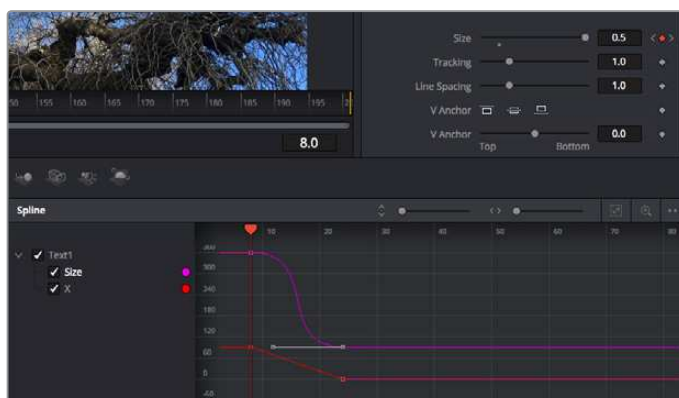 Size 0.5
Tracking 1.0
Line Spacing 1.0
V Anchor
V Anchor 0.0
Top Bottom
155 160 165 170 175 180 185 190 195
8.0
Spline
10 20 30 40 50 60 70 80
Text1
Size
X
300
240
180
120
60
0
-60